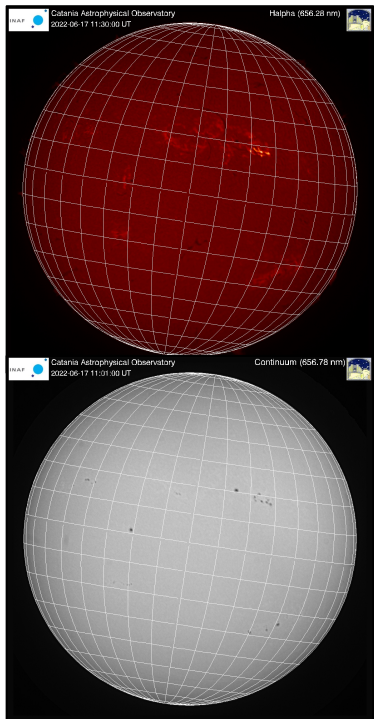 INAF
Catania Astrophysical Observatory
2022-06-17 11:30:00 UT
Halpha (656.28 nm)
INAF
Catania Astrophysical Observatory
2022-06-17 11:01:00 UT
Continuum (656.78 nm)